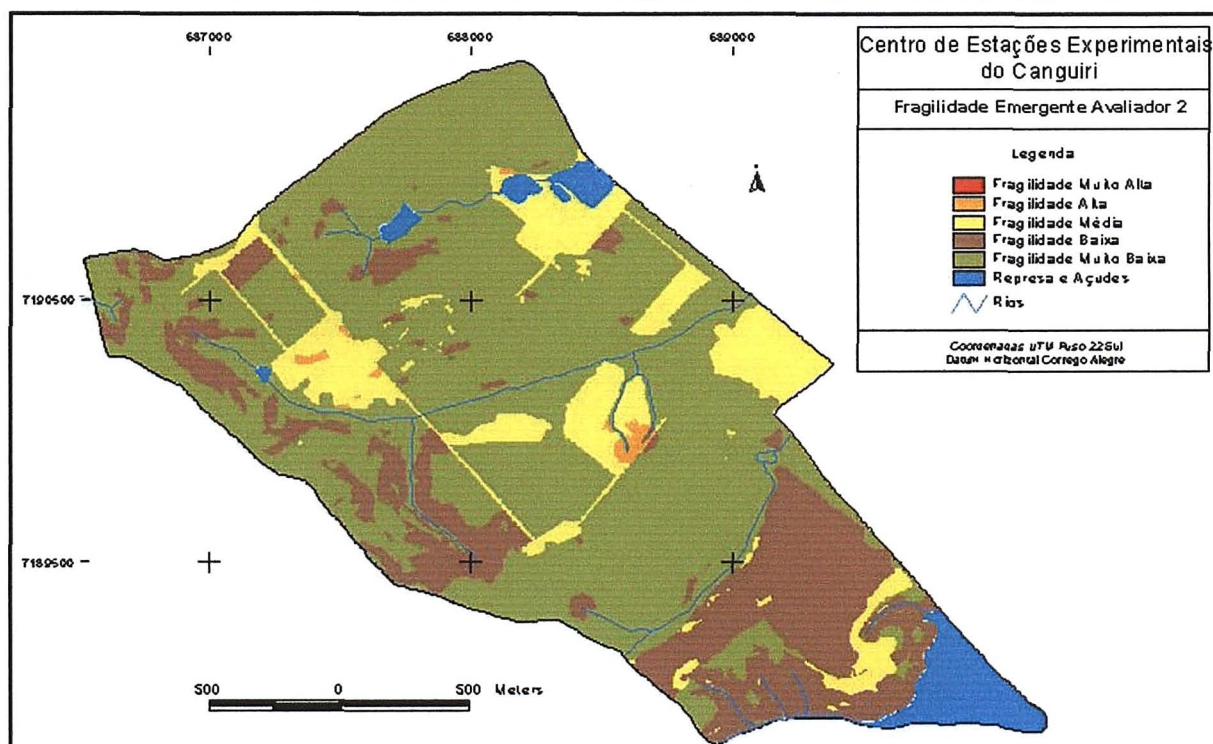 687000 688000 689000
Centro de Estações Experimentais
do Canguiri
Fragilidade Emergente Avaliador 2
Legenda
Fragilidade Muito Alta
Fragilidade Alta
Fragilidade Média
Fragilidade Baixa
Fragilidade Muito Baixa
Represa e Açudes
Rios
Coordenadas UTM Fuso 22 Sul
Datum Horizontal Corrego Alegre
7190500
7189500
500 0 500 Meters